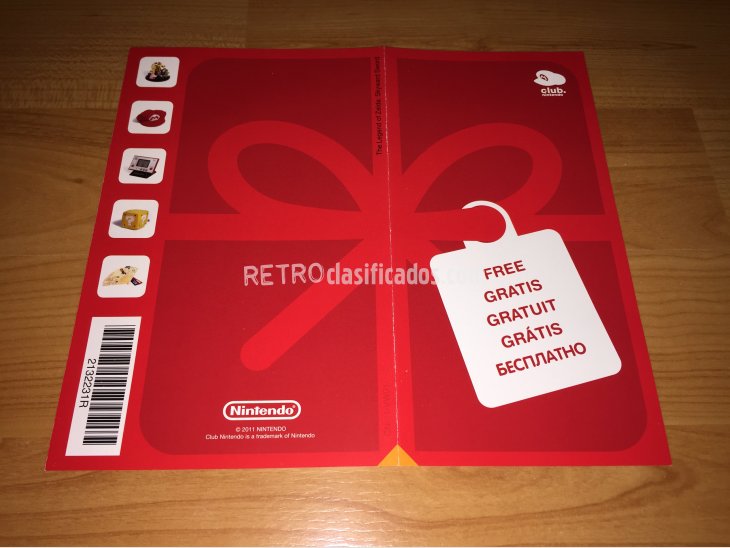 The Legend of Zelda: Skyward Sword
club.
nintendo
FREE
GRATIS
GRATUIT
GRÁTIS
БЕСПЛАТНО
RETROclasificados.com
2132231R
Nintendo
© 2011 NINTENDO
Club Nintendo is a trademark of Nintendo